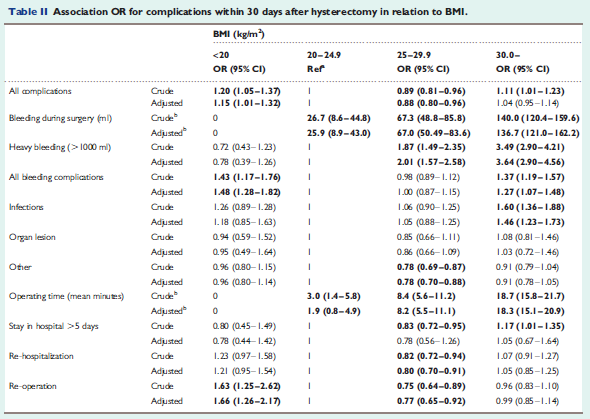 Table II Association OR for complications within 30 days after hysterectomy in relation to BMI.
BMI (kg/m²)
<20 20–24.9 25–29.9 30.0–
OR (95% CI) Refᵃ OR (95% CI) OR (95% CI)
All complications Crude 1.20 (1.05–1.37) 1 0.89 (0.81–0.96) 1.11 (1.01–1.23)
Adjusted 1.15 (1.01–1.32) 1 0.88 (0.80–0.96) 1.04 (0.95–1.14)
Bleeding during surgery (ml) Crudeᵇ 0 26.7 (8.6–44.8) 67.3 (48.8–85.8) 140.0 (120.4–159.6)
Adjustedᵇ 0 25.9 (8.9–43.0) 67.0 (50.49–83.6) 136.7 (121.0–162.2)
Heavy bleeding (>1000 ml) Crude 0.72 (0.43–1.23) 1 1.87 (1.49–2.35) 3.49 (2.90–4.21)
Adjusted 0.78 (0.39–1.26) 1 2.01 (1.57–2.58) 3.64 (2.90–4.56)
All bleeding complications Crude 1.43 (1.17–1.76) 1 0.98 (0.89–1.12) 1.37 (1.19–1.57)
Adjusted 1.48 (1.28–1.82) 1 1.00 (0.87–1.15) 1.27 (1.07–1.48)
Infections Crude 1.26 (0.89–1.28) 1 1.06 (0.90–1.25) 1.60 (1.36–1.88)
Adjusted 1.18 (0.85–1.63) 1 1.05 (0.88–1.25) 1.46 (1.23–1.73)
Organ lesion Crude 0.94 (0.59–1.52) 1 0.85 (0.66–1.11) 1.08 (0.81–1.46)
Adjusted 0.95 (0.49–1.64) 1 0.86 (0.66–1.09) 1.03 (0.72–1.46)
Other Crude 0.96 (0.80–1.15) 1 0.78 (0.69–0.87) 0.91 (0.79–1.04)
Adjusted 0.96 (0.80–1.14) 1 0.78 (0.70–0.88) 0.91 (0.78–1.05)
Operating time (mean minutes) Crudeᵇ 0 3.0 (1.4–5.8) 8.4 (5.6–11.2) 18.7 (15.8–21.7)
Adjustedᵇ 0 1.9 (0.8–4.9) 8.2 (5.5–11.1) 18.3 (15.1–20.9)
Stay in hospital >5 days Crude 0.80 (0.45–1.49) 1 0.83 (0.72–0.95) 1.17 (1.01–1.35)
Adjusted 0.78 (0.44–1.42) 1 0.78 (0.56–1.26) 1.05 (0.67–1.64)
Re-hospitalization Crude 1.23 (0.97–1.58) 1 0.82 (0.72–0.94) 1.07 (0.91–1.27)
Adjusted 1.21 (0.95–1.54) 1 0.80 (0.70–0.91) 1.05 (0.85–1.25)
Re-operation Crude 1.63 (1.25–2.62) 1 0.75 (0.64–0.89) 0.96 (0.83–1.10)
Adjusted 1.66 (1.26–2.17) 1 0.77 (0.65–0.92) 0.99 (0.85–1.14)